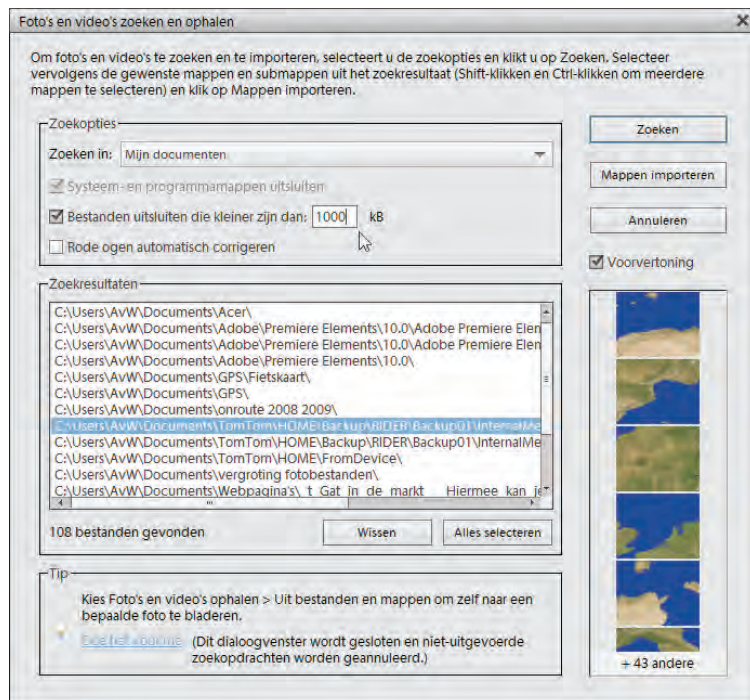 Foto's en video's zoeken en ophalen
Om foto's en video's te zoeken en te importeren, selecteert u de zoekopties en klikt u op Zoeken. Selecteer
vervolgens de gewenste mappen en submappen uit het zoekresultaat (Shift-klikken en Ctrl-klikken om meerdere
mappen te selecteren) en klik op Mappen importeren.
Zoekopties
Zoeken in: Mijn documenten
Systeem- en programmamappen uitsluiten
Bestanden uitsluiten die kleiner zijn dan: 1000 kB
Rode ogen automatisch corrigeren
Zoeken
Mappen importeren
Annuleren
Voorvertoning
Zoekresultaten
C:\Users\AvW\Documents\Acer\
C:\Users\AvW\Documents\Adobe\Premiere Elements\10.0\Adobe Premiere Elen
C:\Users\AvW\Documents\Adobe\Premiere Elements\10.0\Adobe Premiere Elen
C:\Users\AvW\Documents\Adobe\Premiere Elements\10.0\
C:\Users\AvW\Documents\GPS\Fietskaart\
C:\Users\AvW\Documents\GPS\
C:\Users\AvW\Documents\onroute 2008 2009\
C:\Users\AvW\Documents\TomTom\HOME\Backup\RIDER\Backup01\InternalMe
C:\Users\AvW\Documents\TomTom\HOME\Backup\RIDER\Backup01\InternalMe
C:\Users\AvW\Documents\TomTom\HOME\FromDevice\
C:\Users\AvW\Documents\vergroting fotobestanden\
C:\Users\AvW\Documents\Webpagina's\_t_Gat_in_de_markt__Hiermee_kan_je
108 bestanden gevonden
Wissen
Alles selecteren
+ 43 andere
Tip
Kies Foto's en video's ophalen > Uit bestanden en mappen om zelf naar een
bepaalde foto te bladeren.
(Dit dialoogvenster wordt gesloten en niet-uitgevoerde
zoekopdrachten worden geannuleerd.)